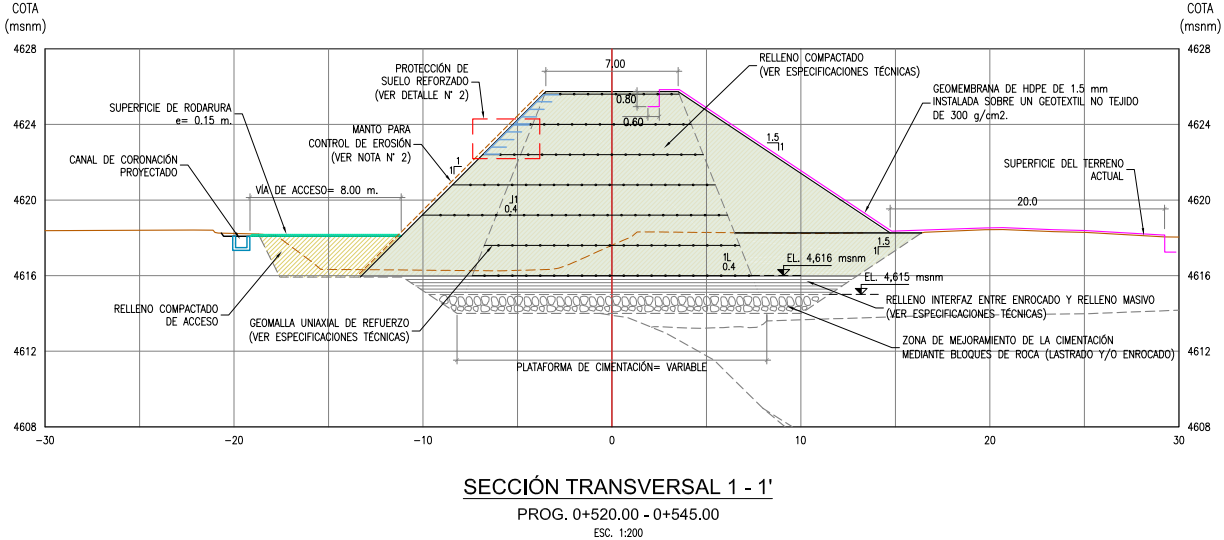 COTA
(msnm)
COTA
(msnm)
4628
4624
4620
4616
4612
4608
4628
4624
4620
4616
4612
4608
7.00
RELLENO COMPACTADO
(VER ESPECIFICACIONES TÉCNICAS)
PROTECCIÓN DE
SUELO REFORZADO
(VER DETALLE N° 2)
GEOMEMBRANA DE HDPE DE 1.5 mm
INSTALADA SOBRE UN GEOTEXTIL NO TEJIDO
DE 300 g/cm2.
SUPERFICIE DE RODARURA
e= 0.15 m.
0.80
0.60
MANTO PARA
CONTROL DE EROSIÓN
(VER NOTA N° 2)
1.5
1
1
1
CANAL DE CORONACIÓN
PROYECTADO
SUPERFICIE DEL TERRENO
ACTUAL
VÍA DE ACCESO= 8.00 m.
20.0
J1
0.4
1.5
1
1L
0.4
EL. 4,616 msnm
EL. 4,615 msnm
RELLENO COMPACTADO
DE ACCESO
GEOMALLA UNIAXIAL DE REFUERZO
(VER ESPECIFICACIONES TÉCNICAS)
RELLENO INTERFAZ ENTRE ENROCADO Y RELLENO MASIVO
(VER ESPECIFICACIONES TÉCNICAS)
ZONA DE MEJORAMIENTO DE LA CIMENTACIÓN
MEDIANTE BLOQUES DE ROCA (LASTRADO Y/O ENROCADO)
PLATAFORMA DE CIMENTACIÓN= VARIABLE
-30
-20
-10
0
10
20
30
SECCIÓN TRANSVERSAL 1 - 1'
PROG. 0+520.00 - 0+545.00
ESC. 1:200